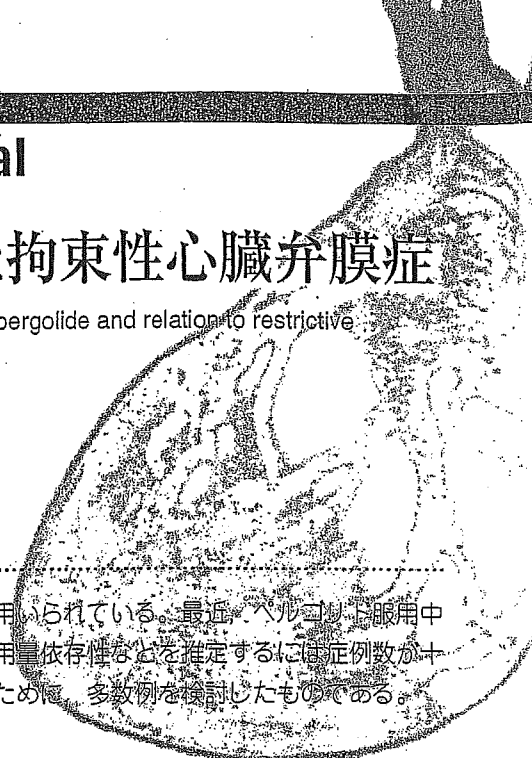 al
拘束性心臓弁膜症
pergolide and relation to restrictive
用いられている。最近，ペルゴリド服用中
用量依存性などを推定するには症例数が十
ために，多数例を検討したものである。